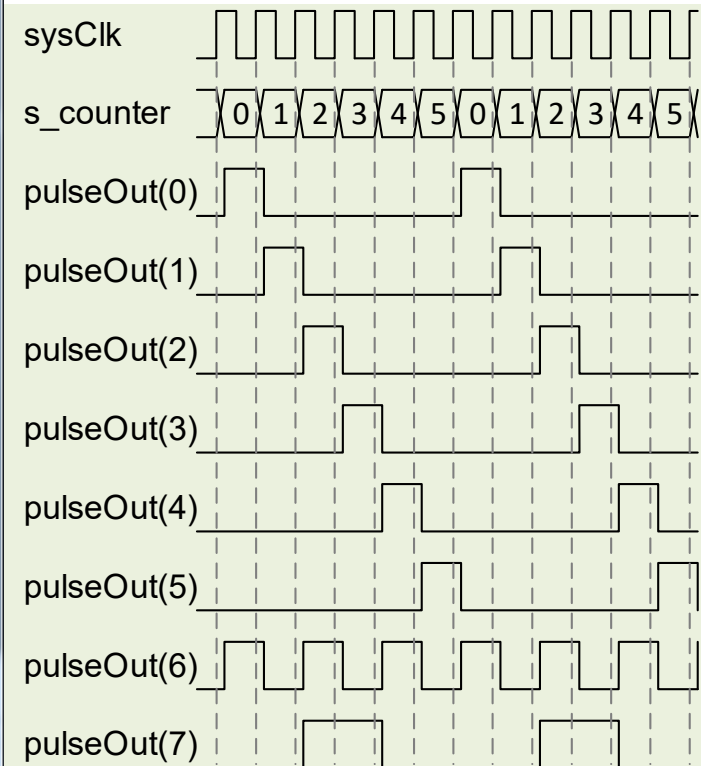 sysClk
s_counter 0 1 2 3 4 5 0 1 2 3 4 5
pulseOut(0)
pulseOut(1)
pulseOut(2)
pulseOut(3)
pulseOut(4)
pulseOut(5)
pulseOut(6)
pulseOut(7)